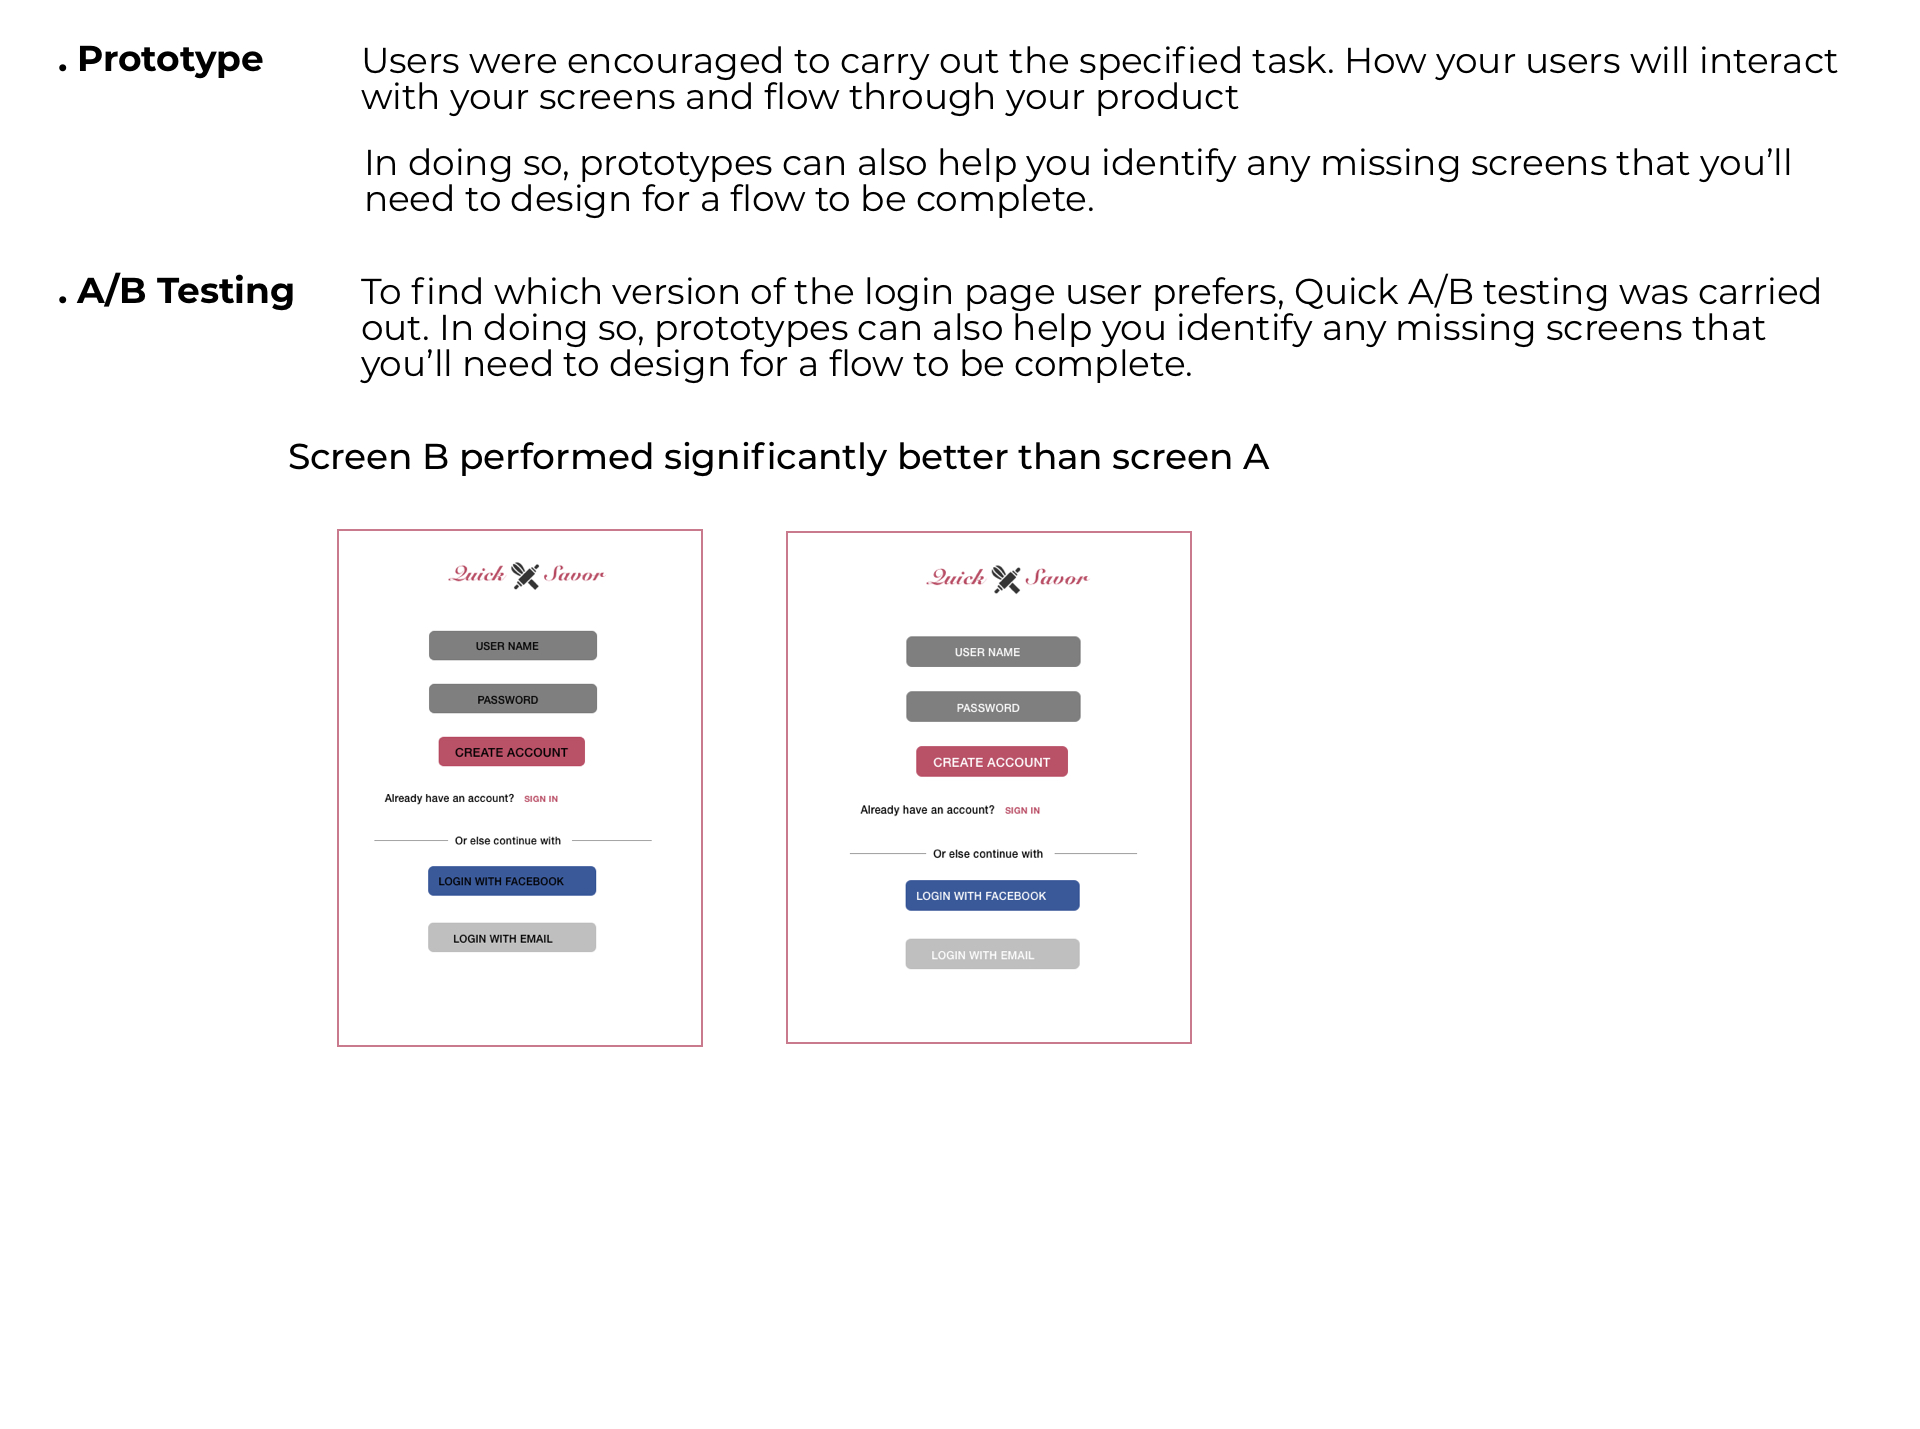 . Prototype
Users were encouraged to carry out the specified task. How your users will interact
with your screens and flow through your product
In doing so, prototypes can also help you identify any missing screens that you’ll
need to design for a flow to be complete.
. A/B Testing
To find which version of the login page user prefers, Quick A/B testing was carried
out. In doing so, prototypes can also help you identify any missing screens that
you’ll need to design for a flow to be complete.
Screen B performed significantly better than screen A
Quick Savor
USER NAME
PASSWORD
CREATE ACCOUNT
Already have an account? SIGN IN
Or else continue with
LOGIN WITH FACEBOOK
LOGIN WITH EMAIL
Quick Savor
USER NAME
PASSWORD
CREATE ACCOUNT
Already have an account? SIGN IN
Or else continue with
LOGIN WITH FACEBOOK
LOGIN WITH EMAIL